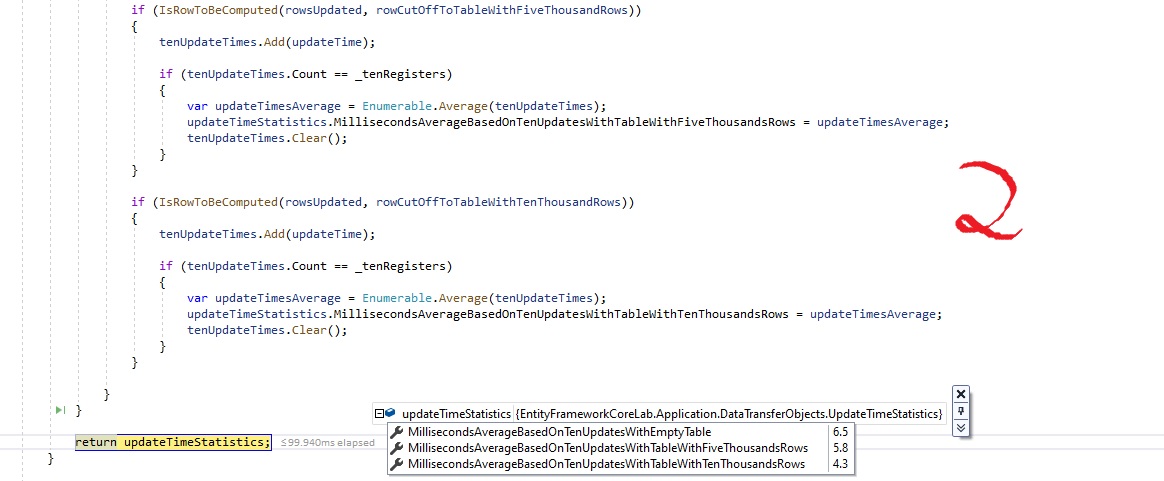 if (IsRowToBeComputed(rowsUpdated, rowCutOffToTableWithFiveThousandRows))
{
tenUpdateTimes.Add(updateTime);
if (tenUpdateTimes.Count == _tenRegisters)
{
var updateTimesAverage = Enumerable.Average(tenUpdateTimes);
updateTimeStatistics.MillisecondsAverageBasedOnTenUpdatesWithTableWithFiveThousandsRows = updateTimesAverage;
tenUpdateTimes.Clear();
}
}
2
if (IsRowToBeComputed(rowsUpdated, rowCutOffToTableWithTenThousandRows))
{
tenUpdateTimes.Add(updateTime);
if (tenUpdateTimes.Count == _tenRegisters)
{
var updateTimesAverage = Enumerable.Average(tenUpdateTimes);
updateTimeStatistics.MillisecondsAverageBasedOnTenUpdatesWithTableWithTenThousandsRows = updateTimesAverage;
tenUpdateTimes.Clear();
}
}
}
}
updateTimeStatistics {EntityFrameworkCoreLab.Application.DataTransferObjects.UpdateTimeStatistics}
MillisecondsAverageBasedOnTenUpdatesWithEmptyTable 6.5
return updateTimeStatistics; ≤99.940ms elapsed
MillisecondsAverageBasedOnTenUpdatesWithTableWithFiveThousandsRows 5.8
}
MillisecondsAverageBasedOnTenUpdatesWithTableWithTenThousandsRows 4.3